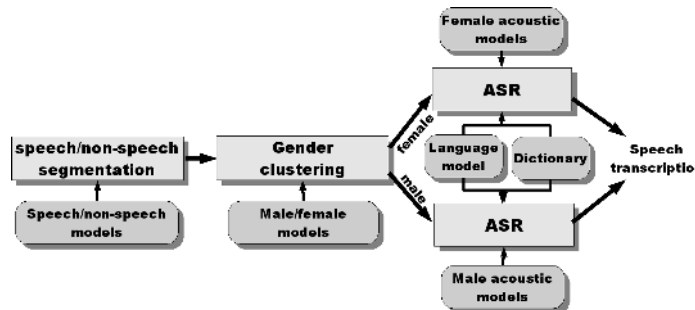 Female acoustic
models
ASR
speech/non-speech
segmentation
Gender
clustering
female
male
Language
model
Dictionary
Speech
transcriptio
Speech/non-speech
models
Male/female
models
ASR
Male acoustic
models